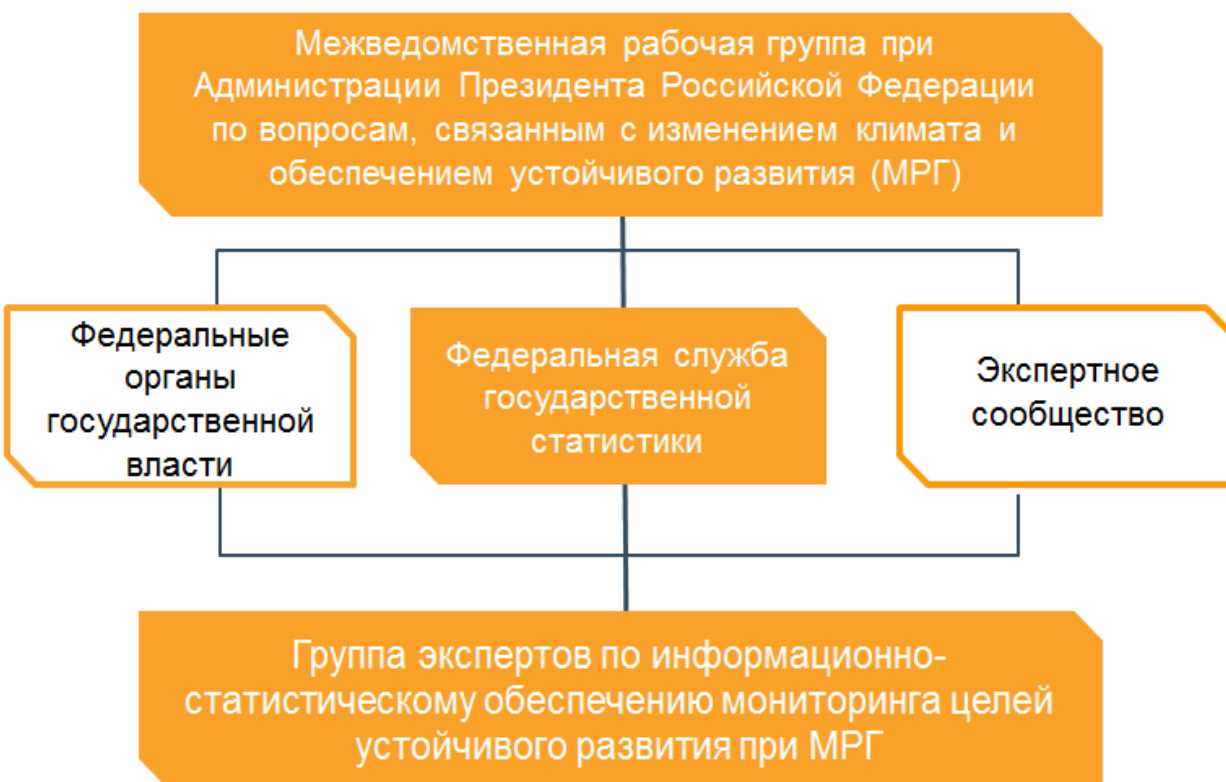 Межведомственная рабочая группа при
Администрации Президента Российской Федерации
по вопросам, связанным с изменением климата и
обеспечением устойчивого развития (МРГ)
Федеральные
органы
государственной
власти
Федеральная служба
государственной
статистики
Экспертное
сообщество
Группа экспертов по информационно-
статистическому обеспечению мониторинга целей
устойчивого развития при МРГ